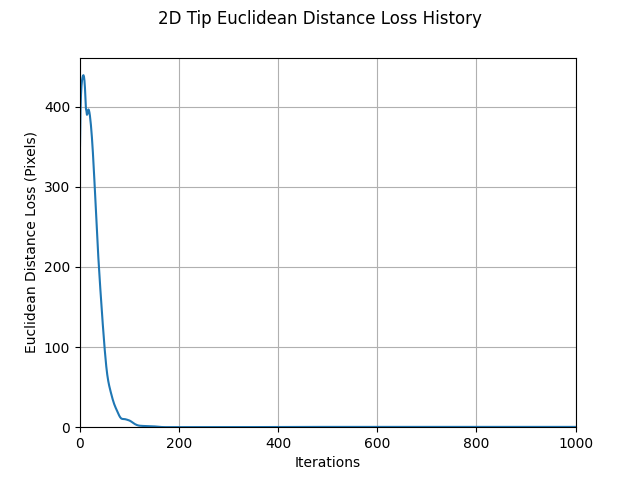 2D Tip Euclidean Distance Loss History
400
300
200
100
0
Euclidean Distance Loss (Pixels)
0 200 400 600 800 1000
Iterations